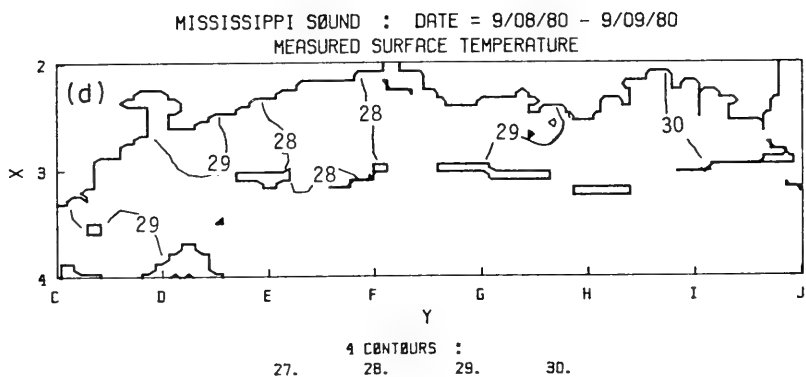 MISSISSIPPI SØUND : DATE = 9/08/80 - 9/09/80
MEASURED SURFACE TEMPERATURE
2
(d)
28
28
29
30
29
X
3
28
29
4
C D E F G H I J
Y
4 CØNTØURS :
27. 28. 29. 30.